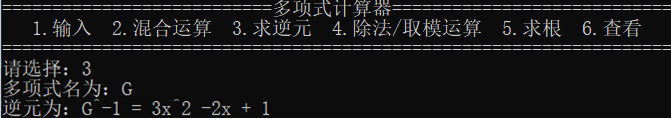 ==========================多项式计算器==========================
1.输入 2.混合运算 3.求逆元 4.除法/取模运算 5.求根 6.查看
================================================================
请选择：3
多项式名为：G
逆元为：G^-1 = 3x^2 -2x + 1